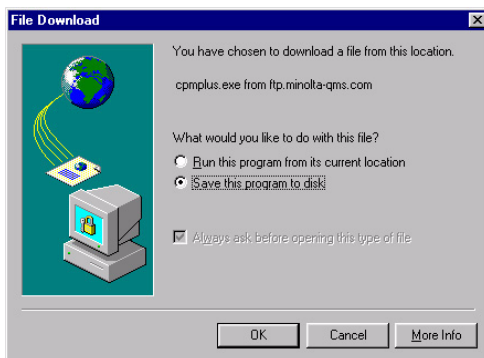 File Download
You have chosen to download a file from this location.
cpmplus.exe from ftp.minolta-qms.com
What would you like to do with this file?
Run this program from its current location
Save this program to disk
Always ask before opening this type of file
OK Cancel More Info